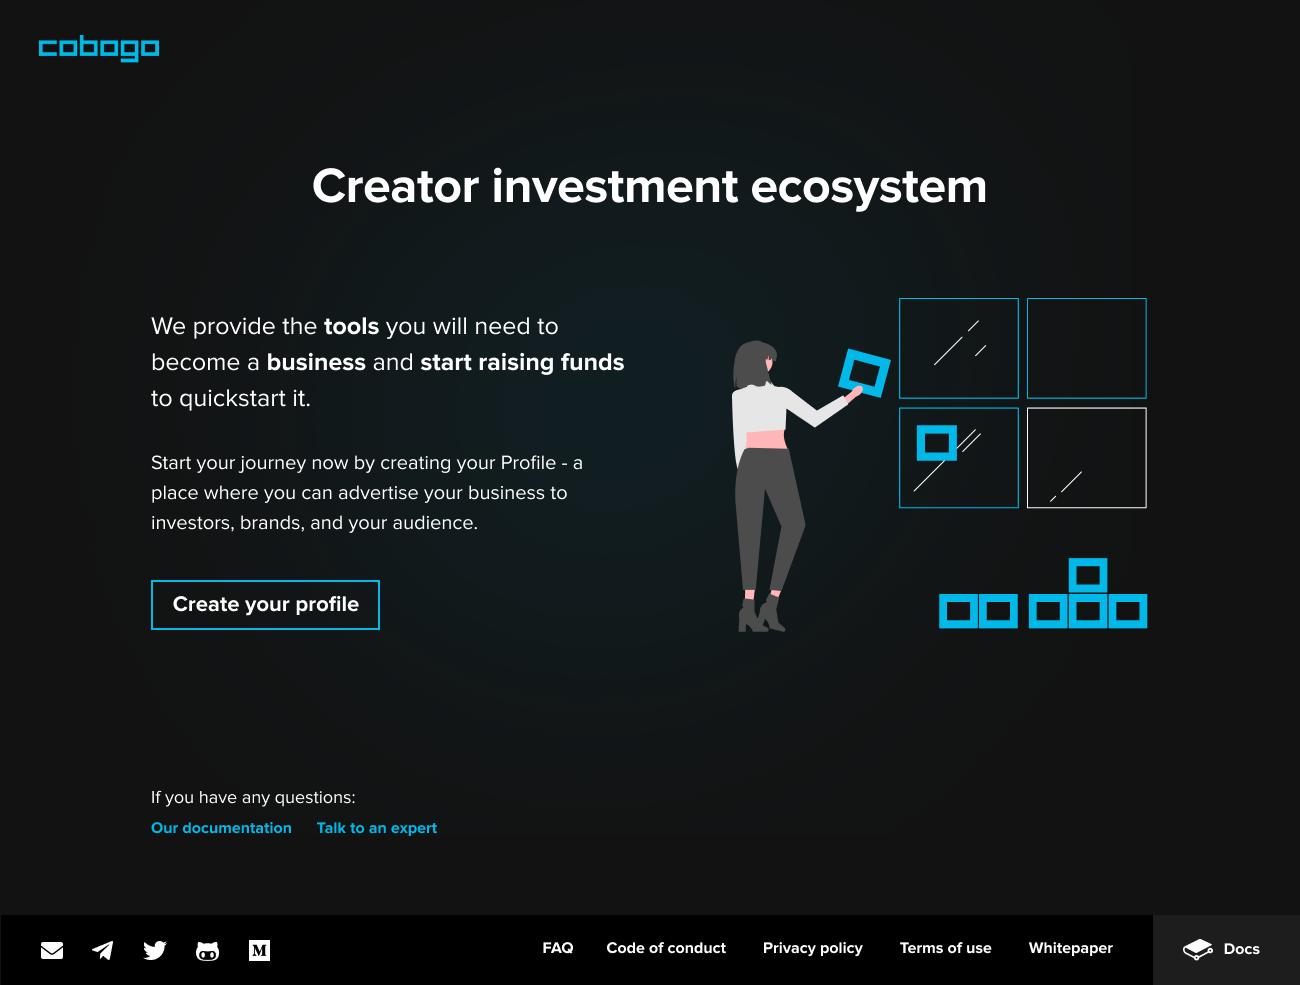 cobogo
Creator investment ecosystem
We provide the tools you will need to
become a business and start raising funds
to quickstart it.
Start your journey now by creating your Profile - a
place where you can advertise your business to
investors, brands, and your audience.
Create your profile
If you have any questions:
Our documentation Talk to an expert
M FAQ Code of conduct Privacy policy Terms of use Whitepaper Docs